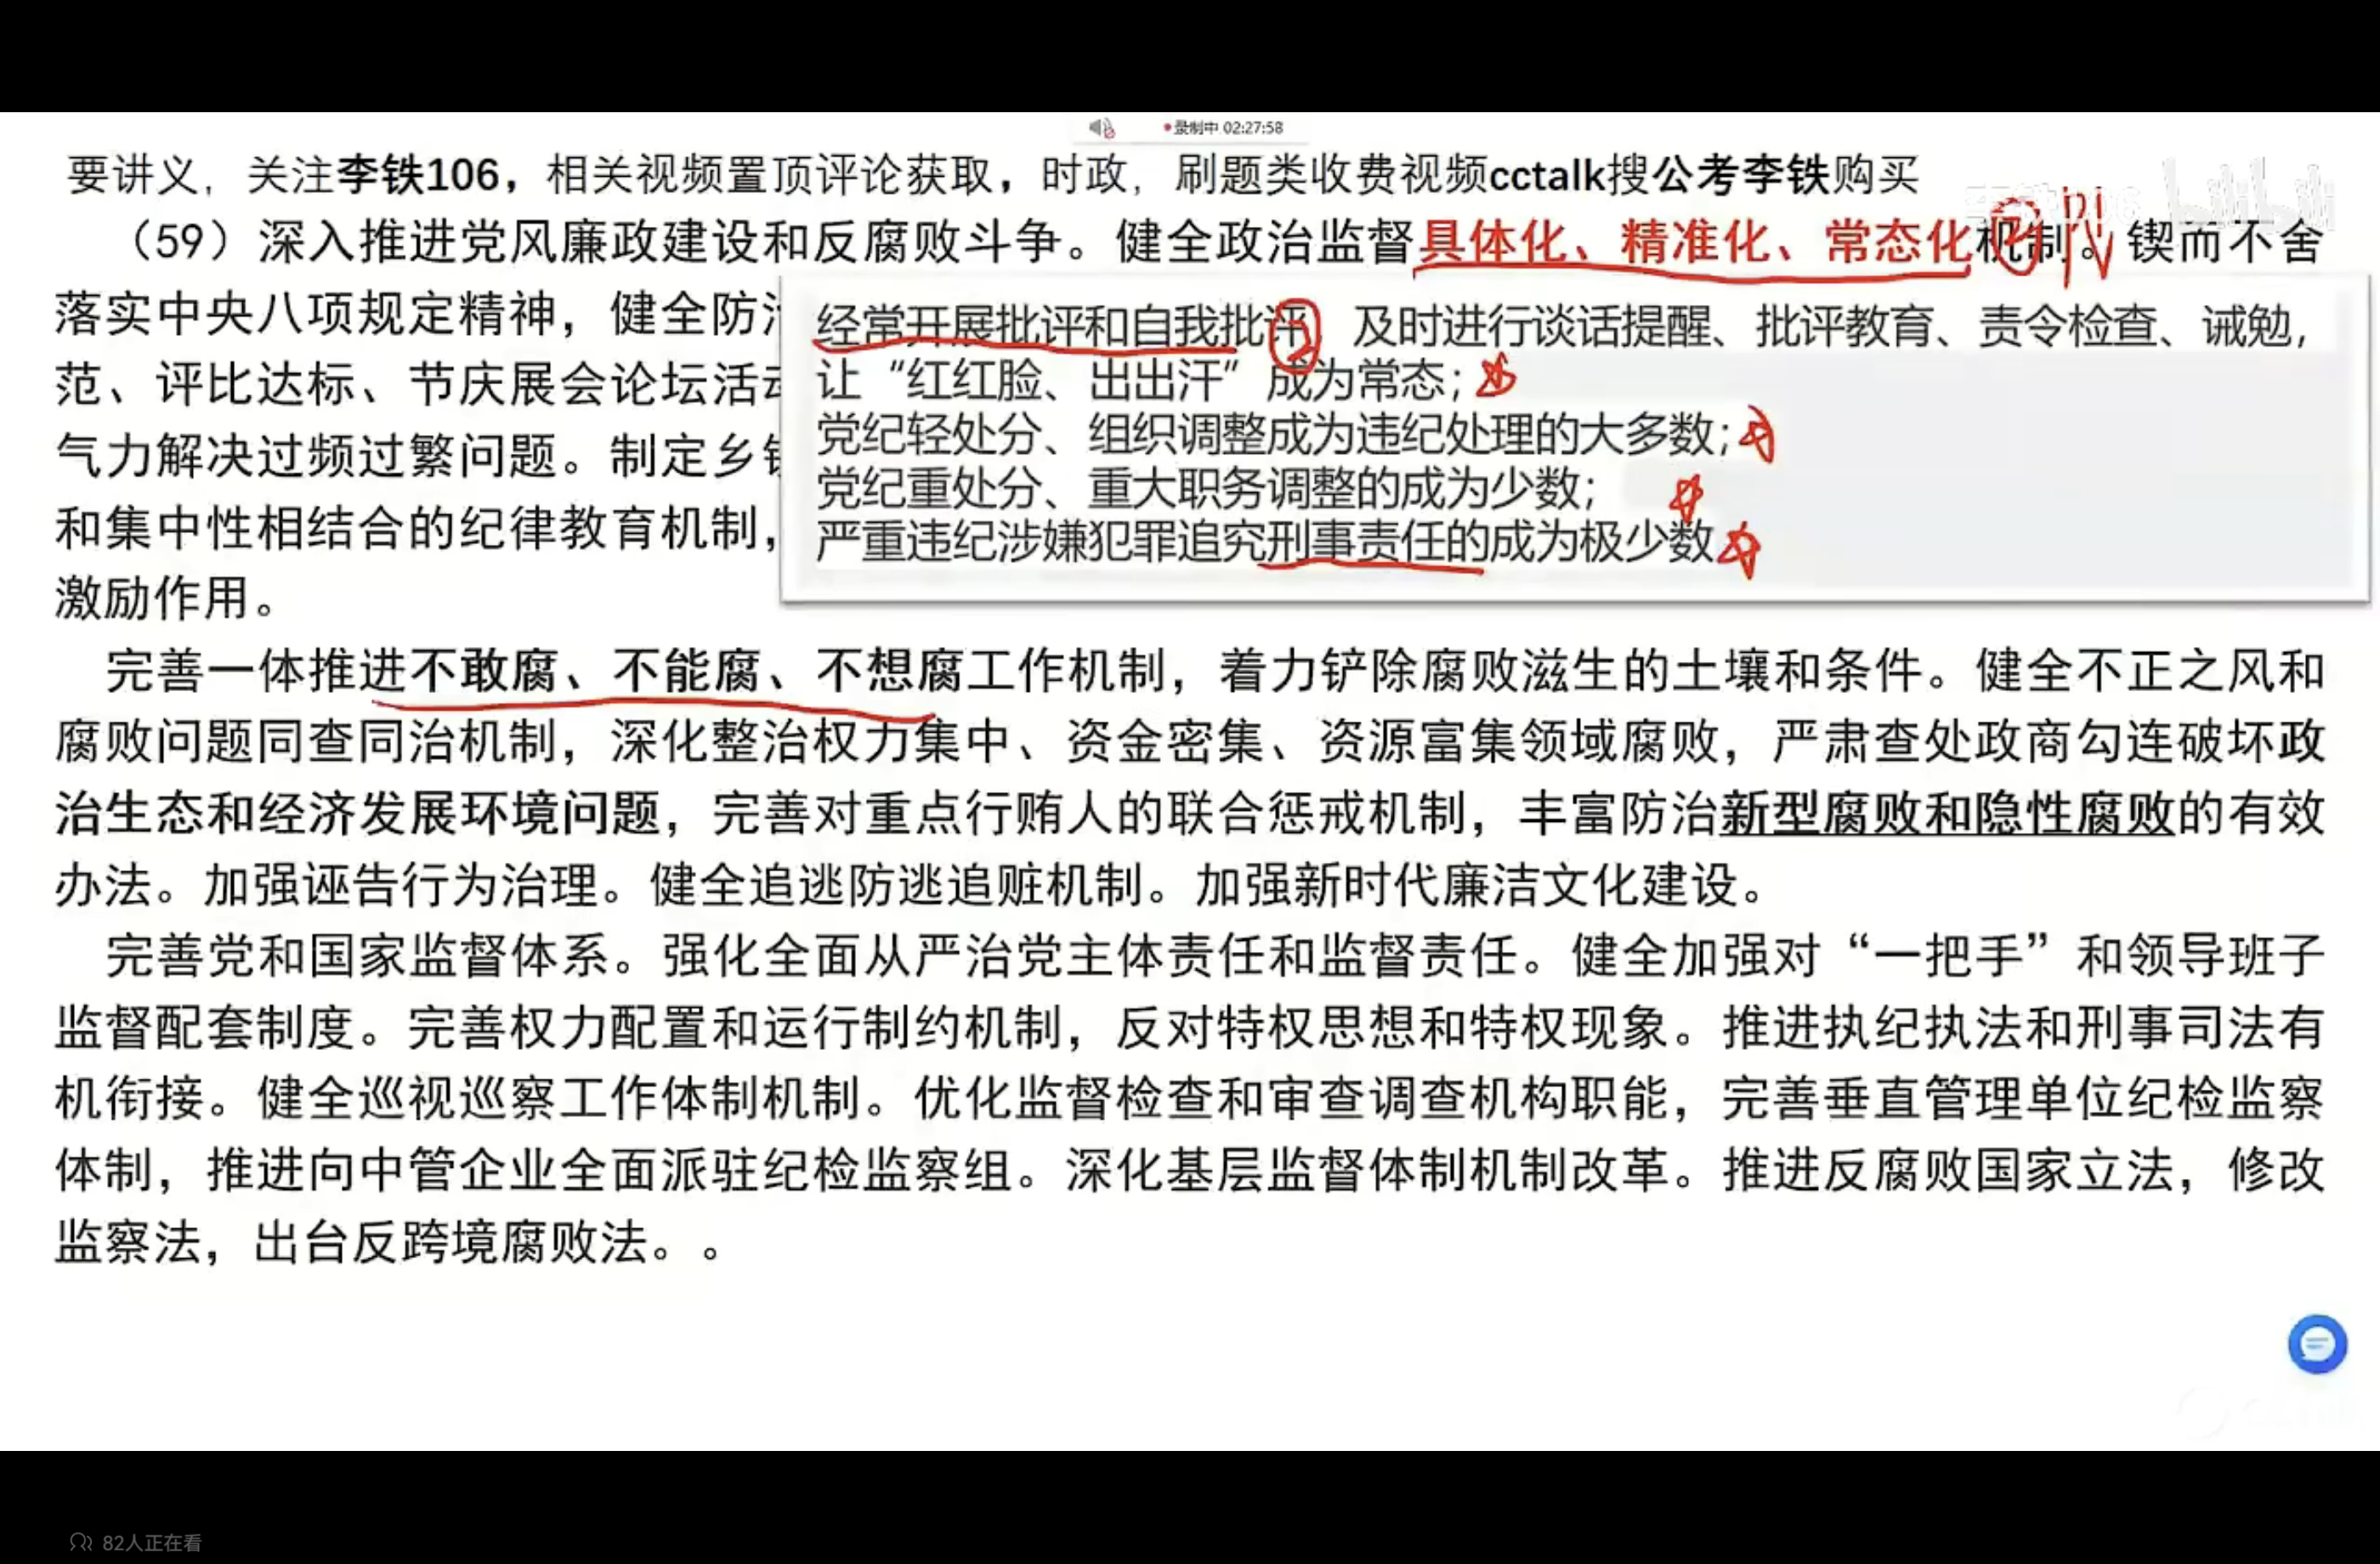 录制中 02:27:58
要讲义，关注李铁106，相关视频置顶评论获取，时政，刷题类收费视频cctalk搜公考李铁购买
（59）深入推进党风廉政建设和反腐败斗争。健全政治监督具体化、精准化、常态化机制。锲而不舍
落实中央八项规定精神，健全防
范、评比达标、节庆展会论坛活
气力解决过频过繁问题。制定乡
和集中性相结合的纪律教育机制，
激励作用。
经常开展批评和自我批评 及时进行谈话提醒、批评教育、责令检查、诫勉，
让“红红脸、出出汗”成为常态；
党纪轻处分、组织调整成为违纪处理的大多数；
党纪重处分、重大职务调整的成为少数；
严重违纪涉嫌犯罪追究刑事责任的成为极少数
完善一体推进不敢腐、不能腐、不想腐工作机制，着力铲除腐败滋生的土壤和条件。健全不正之风和
腐败问题同查同治机制，深化整治权力集中、资金密集、资源富集领域腐败，严肃查处政商勾连破坏政
治生态和经济发展环境问题，完善对重点行贿人的联合惩戒机制，丰富防治新型腐败和隐性腐败的有效
办法。加强诬告行为治理。健全追逃防逃追赃机制。加强新时代廉洁文化建设。
完善党和国家监督体系。强化全面从严治党主体责任和监督责任。健全加强对“一把手”和领导班子
监督配套制度。完善权力配置和运行制约机制，反对特权思想和特权现象。推进执纪执法和刑事司法有
机衔接。健全巡视巡察工作体制机制。优化监督检查和审查调查机构职能，完善垂直管理单位纪检监察
体制，推进向中管企业全面派驻纪检监察组。深化基层监督体制机制改革。推进反腐败国家立法，修改
监察法，出台反跨境腐败法。。
82人正在看